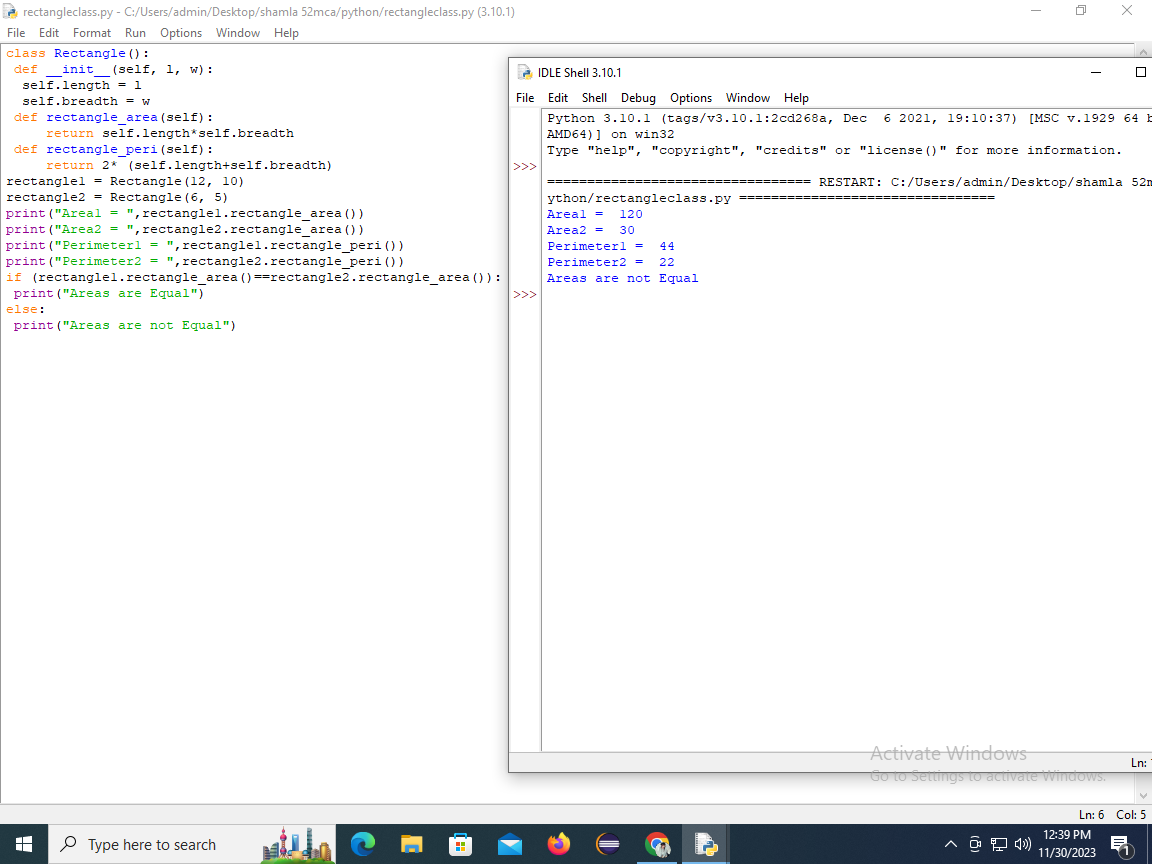 rectangleclass.py - C:/Users/admin/Desktop/shamla 52mca/python/rectangleclass.py (3.10.1)
File Edit Format Run Options Window Help
class Rectangle():
 def __init__(self, l, w):
  self.length = l
  self.breadth = w
 def rectangle_area(self):
     return self.length*self.breadth
 def rectangle_peri(self):
     return 2* (self.length+self.breadth)
rectangle1 = Rectangle(12, 10)
rectangle2 = Rectangle(6, 5)
print("Area1 = ",rectangle1.rectangle_area())
print("Area2 = ",rectangle2.rectangle_area())
print("Perimeter1 = ",rectangle1.rectangle_peri())
print("Perimeter2 = ",rectangle2.rectangle_peri())
if (rectangle1.rectangle_area()==rectangle2.rectangle_area()):
 print("Areas are Equal")
else:
 print("Areas are not Equal")
IDLE Shell 3.10.1
File Edit Shell Debug Options Window Help
Python 3.10.1 (tags/v3.10.1:2cd268a, Dec  6 2021, 19:10:37) [MSC v.1929 64 b
AMD64)] on win32
Type "help", "copyright", "credits" or "license()" for more information.
>>>
================================= RESTART: C:/Users/admin/Desktop/shamla 52m
ython/rectangleclass.py ================================
Area1 =  120
Area2 =  30
Perimeter1 =  44
Perimeter2 =  22
Areas are not Equal
>>>
Activate Windows
Go to Settings to activate Windows.
Ln:
Ln: 6 Col: 5
Type here to search
12:39 PM
11/30/2023
1